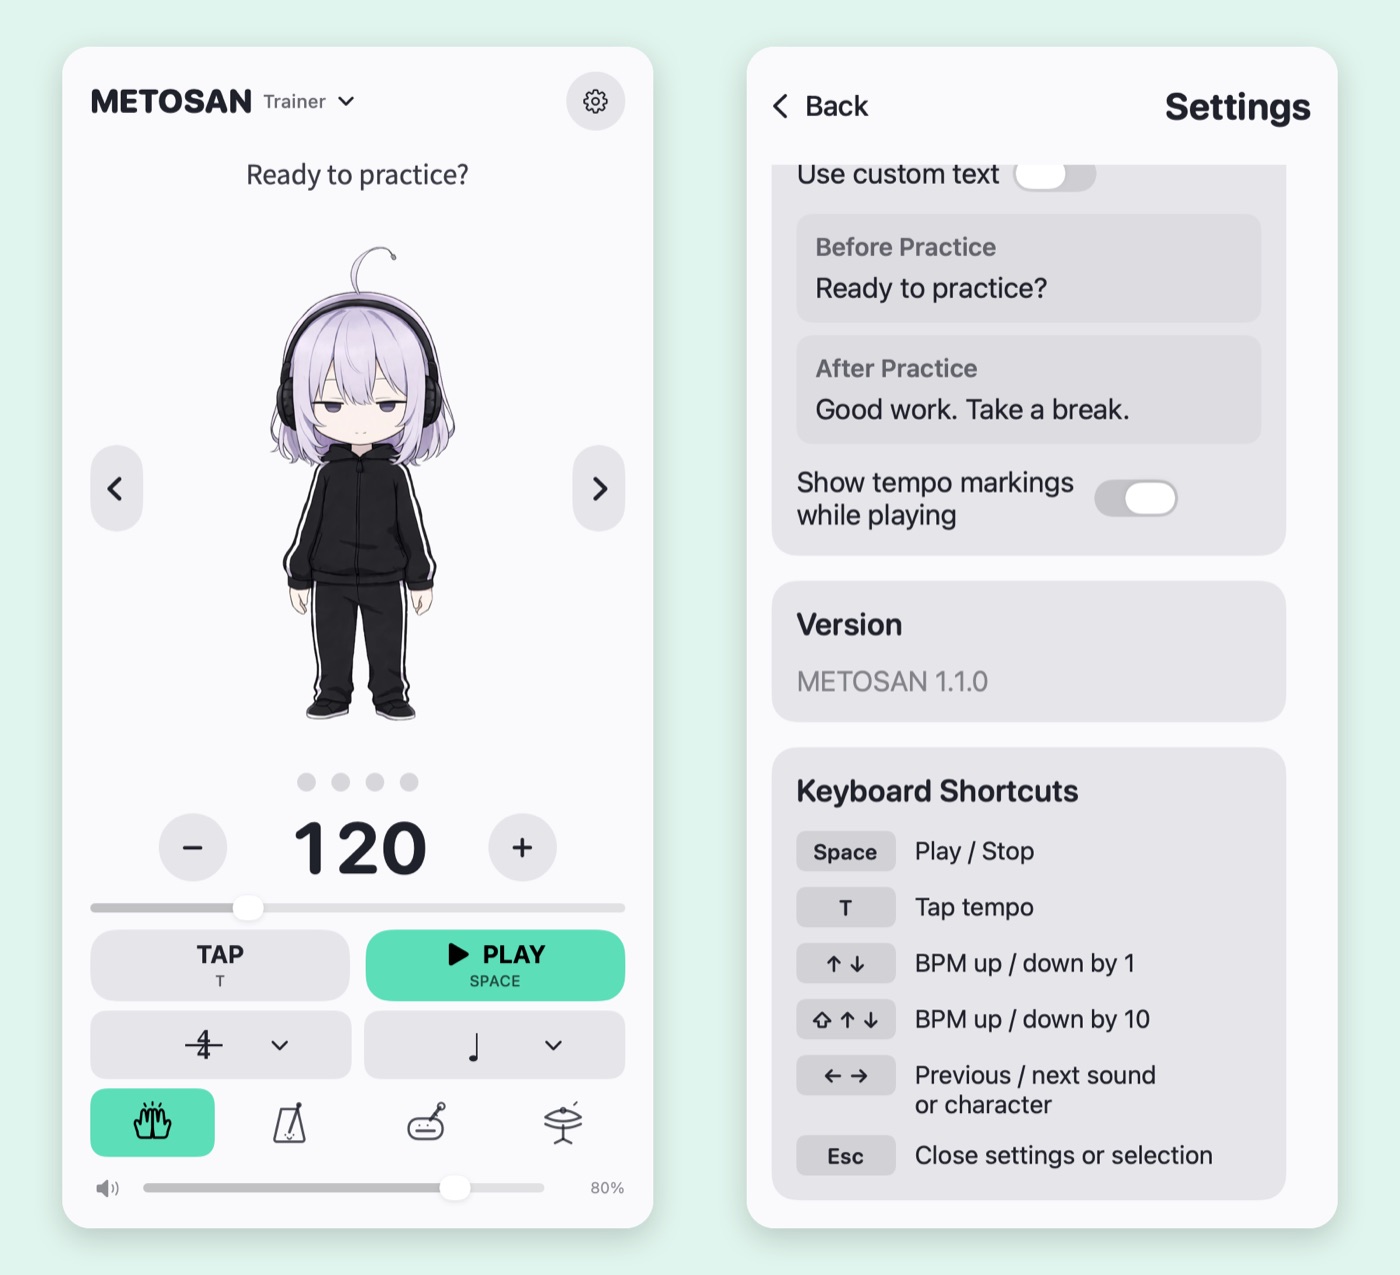 METOSAN Trainer
Ready to practice?
120
TAP
T
PLAY
SPACE
4
4
80%
Back
Settings
Use custom text
Before Practice
Ready to practice?
After Practice
Good work. Take a break.
Show tempo markings
while playing
Version
METOSAN 1.1.0
Keyboard Shortcuts
Space Play / Stop
T Tap tempo
↑ ↓ BPM up / down by 1
⇧ ↑ ↓ BPM up / down by 10
← → Previous / next sound
or character
Esc Close settings or selection